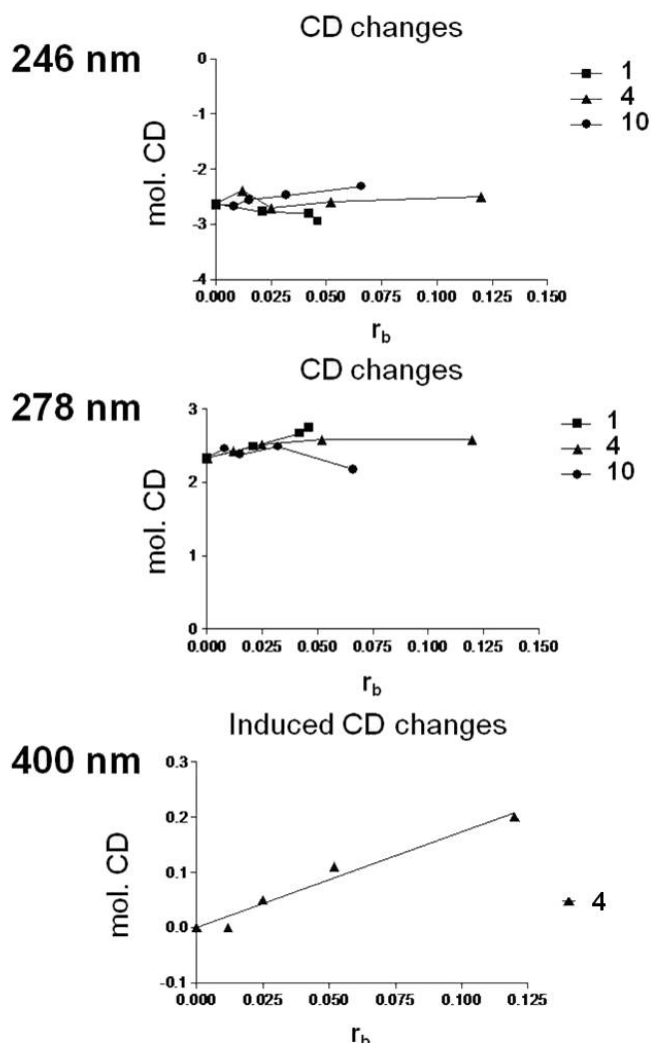 CD changes
246 nm
0
-1
-2
-3
-4
mol. CD
0.000 0.025 0.050 0.075 0.100 0.125 0.150
rb
1
4
10
CD changes
278 nm
3
2
1
0
mol. CD
0.000 0.025 0.050 0.075 0.100 0.125 0.150
rb
1
4
10
Induced CD changes
400 nm
0.3
0.2
0.1
0.0
-0.1
mol. CD
0.000 0.025 0.050 0.075 0.100 0.125
rb
4